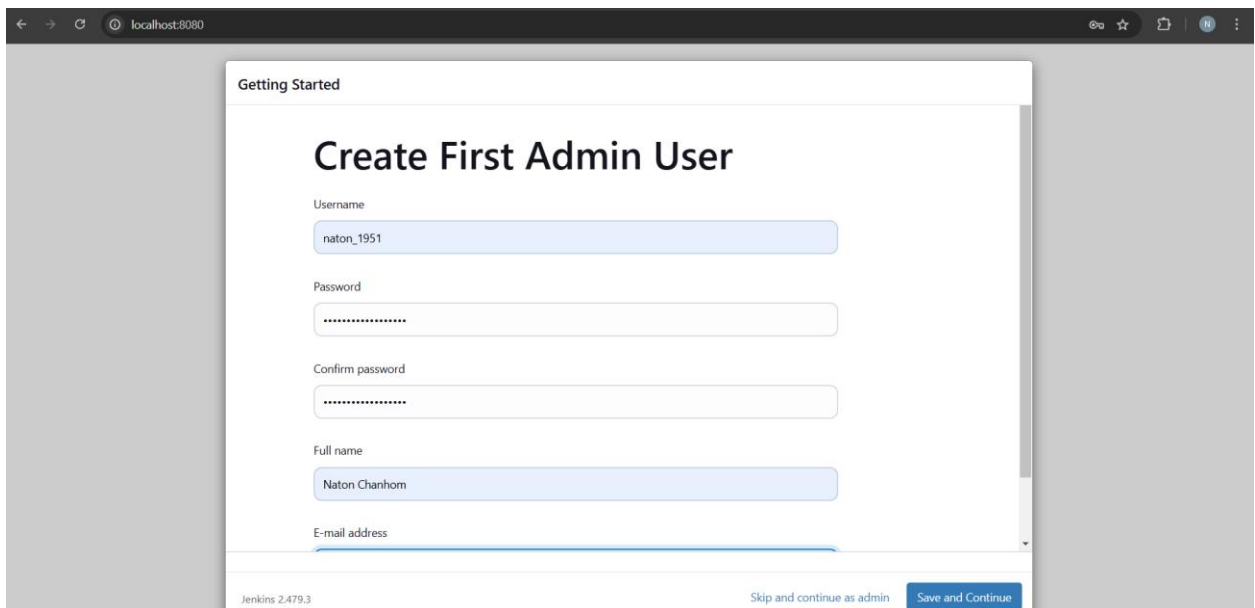 localhost:8080
N
Getting Started
Create First Admin User
Username
naton_1951
Password
••••••••••••••••••
Confirm password
••••••••••••••••••
Full name
Naton Chanhom
E-mail address
Jenkins 2.479.3
Skip and continue as admin
Save and Continue